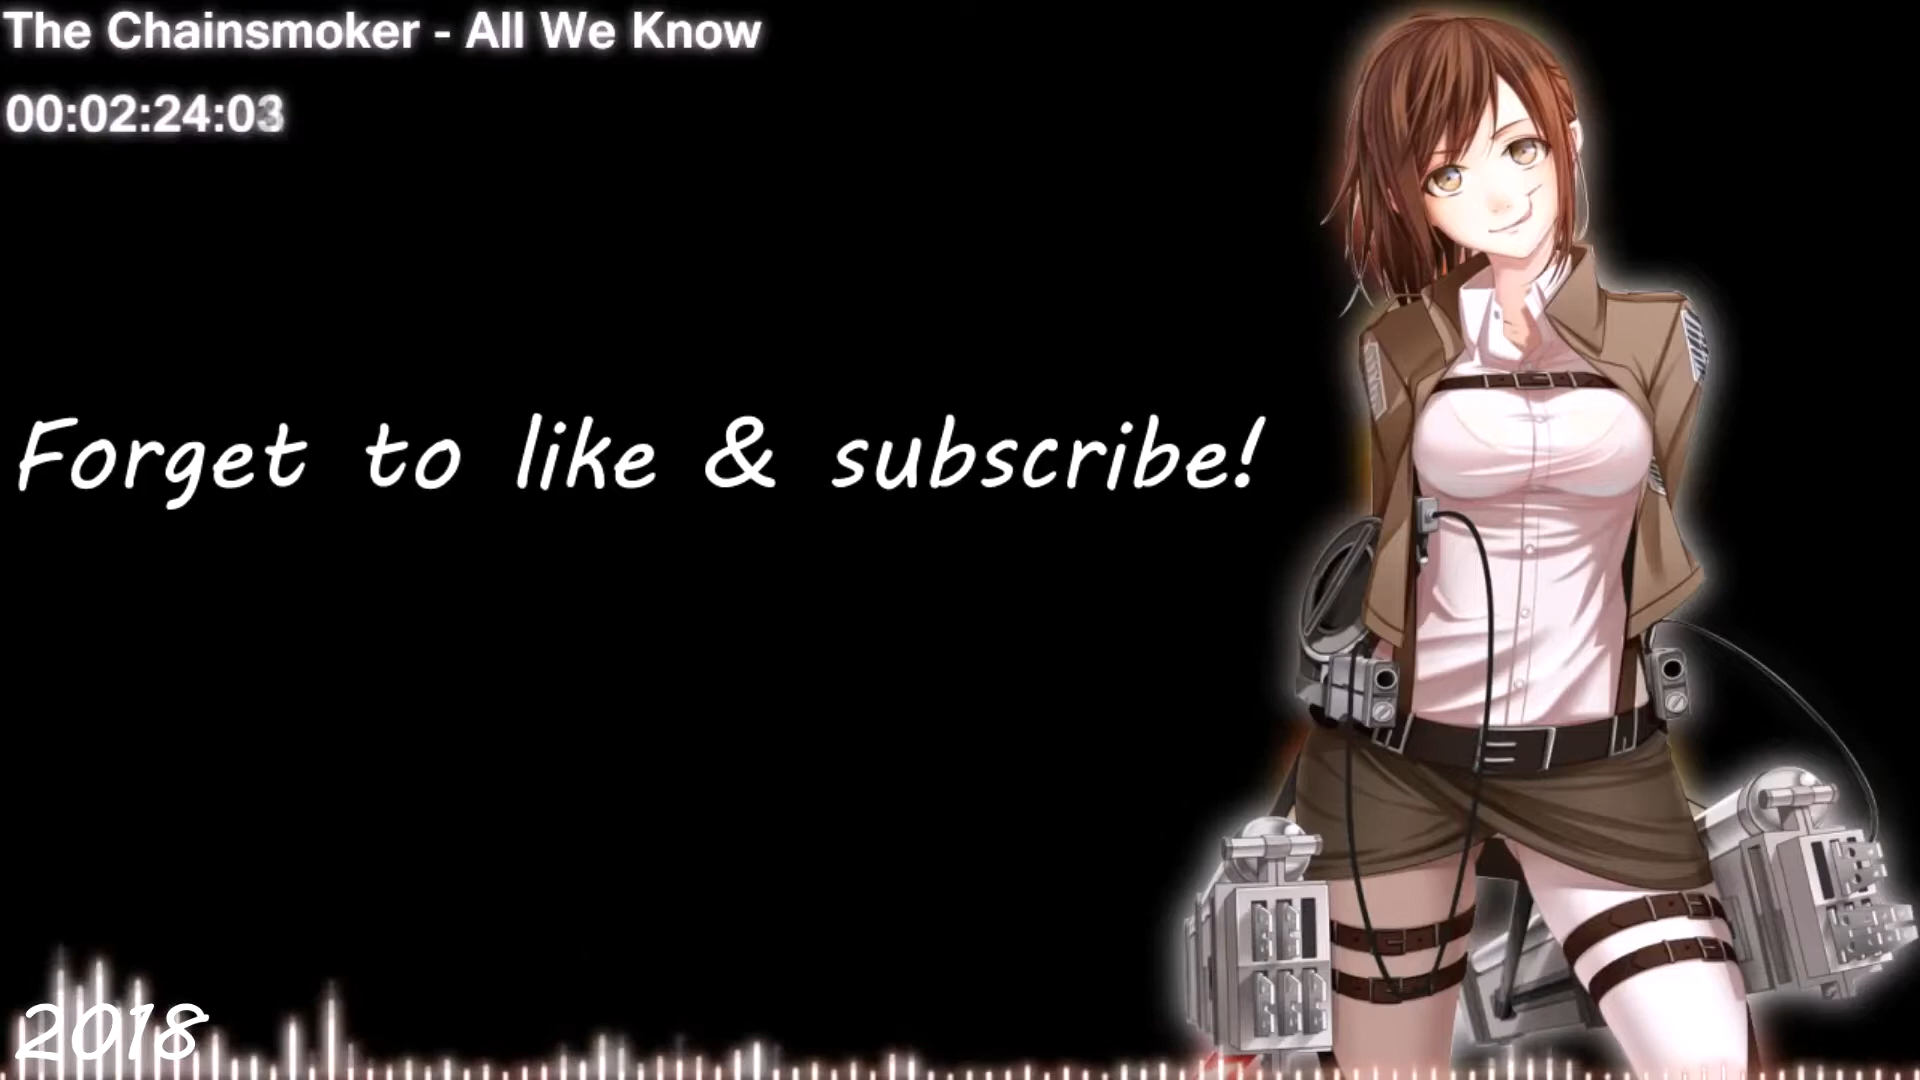 The Chainsmoker - All We Know
00:02:24:03
Forget to like & subscribe!
2018